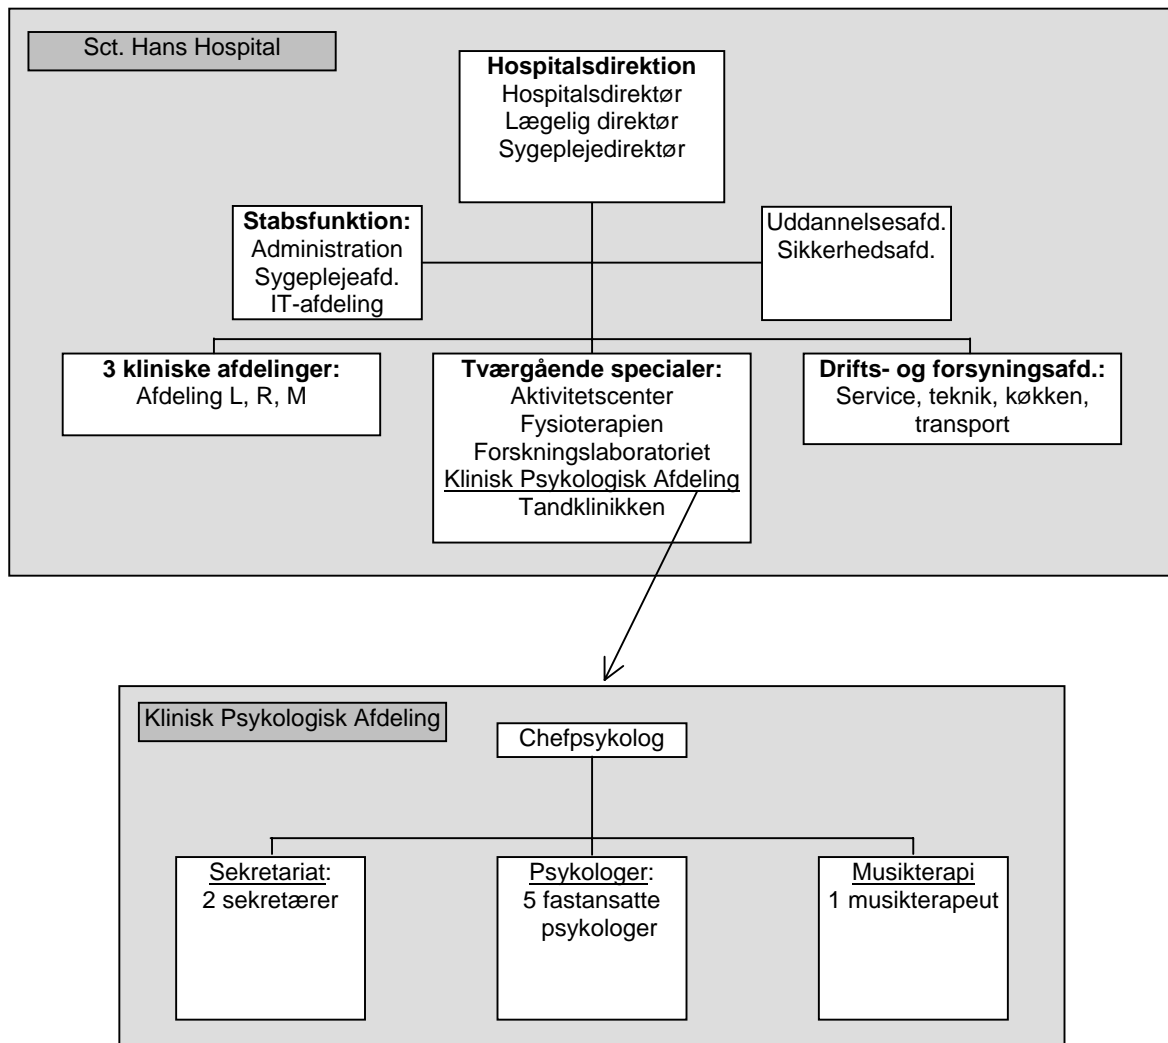 Sct. Hans Hospital
Hospitalsdirektion
Hospitalsdirektør
Lægelig direktør
Sygeplejedirektør
Stabsfunktion:
Administration
Sygeplejeafd.
IT-afdeling
Uddannelsesafd.
Sikkerhedsafd.
3 kliniske afdelinger:
Afdeling L, R, M
Tværgående specialer:
Aktivitetscenter
Fysioterapien
Forskningslaboratoriet
Klinisk Psykologisk Afdeling
Tandklinikken
Drifts- og forsyningsafd.:
Service, teknik, køkken,
transport
Klinisk Psykologisk Afdeling
Chefpsykolog
Sekretariat:
2 sekretærer
Psykologer:
5 fastansatte
psykologer
Musikterapi
1 musikterapeut